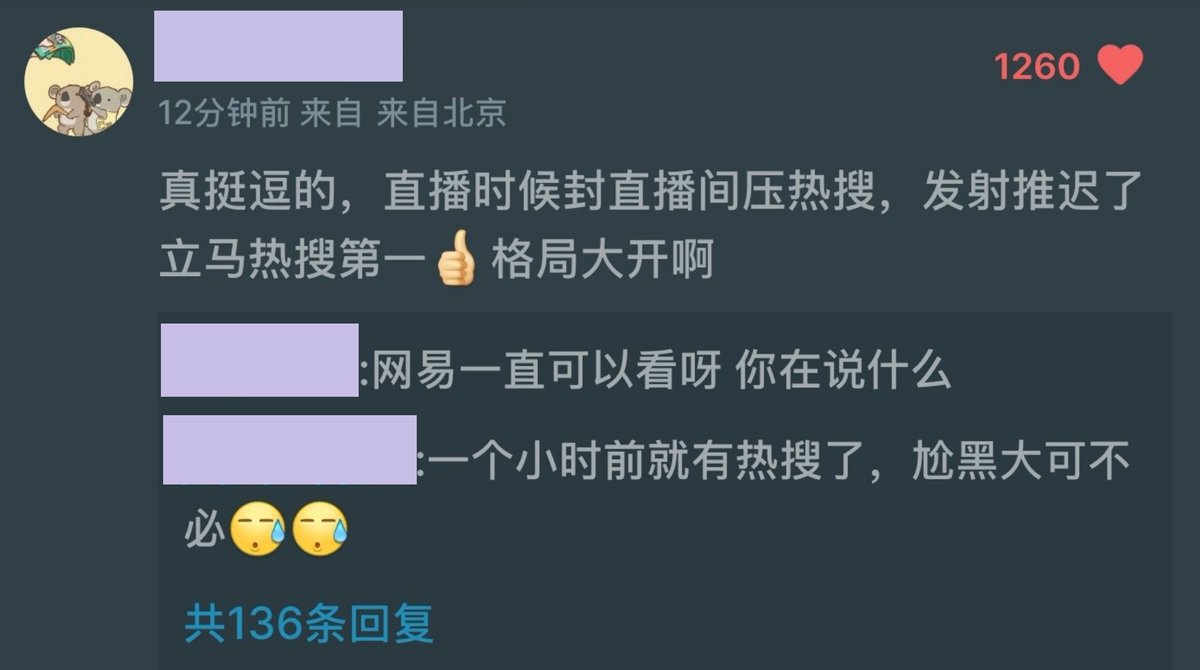 1260
12分钟前 来自 来自北京
真挺逗的，直播时候封直播间压热搜，发射推迟了
立马热搜第一👍格局大开啊
:网易一直可以看呀 你在说什么
:一个小时前就有热搜了，尬黑大可不
必😪😪
共136条回复